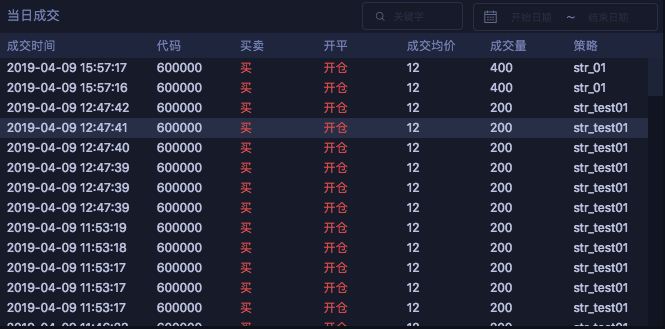 当日成交 关键字 开始日期 ~ 结束日期
成交时间 代码 买卖 开平 成交均价 成交量 策略
2019-04-09 15:57:17 600000 买 开仓 12 400 str_01
2019-04-09 15:57:16 600000 买 开仓 12 400 str_01
2019-04-09 12:47:42 600000 买 开仓 12 200 str_test01
2019-04-09 12:47:41 600000 买 开仓 12 200 str_test01
2019-04-09 12:47:40 600000 买 开仓 12 200 str_test01
2019-04-09 12:47:39 600000 买 开仓 12 200 str_test01
2019-04-09 12:47:39 600000 买 开仓 12 200 str_test01
2019-04-09 12:47:39 600000 买 开仓 12 200 str_test01
2019-04-09 11:53:19 600000 买 开仓 12 200 str_test01
2019-04-09 11:53:18 600000 买 开仓 12 200 str_test01
2019-04-09 11:53:17 600000 买 开仓 12 200 str_test01
2019-04-09 11:53:17 600000 买 开仓 12 200 str_test01
2019-04-09 11:53:17 600000 买 开仓 12 200 str_test01